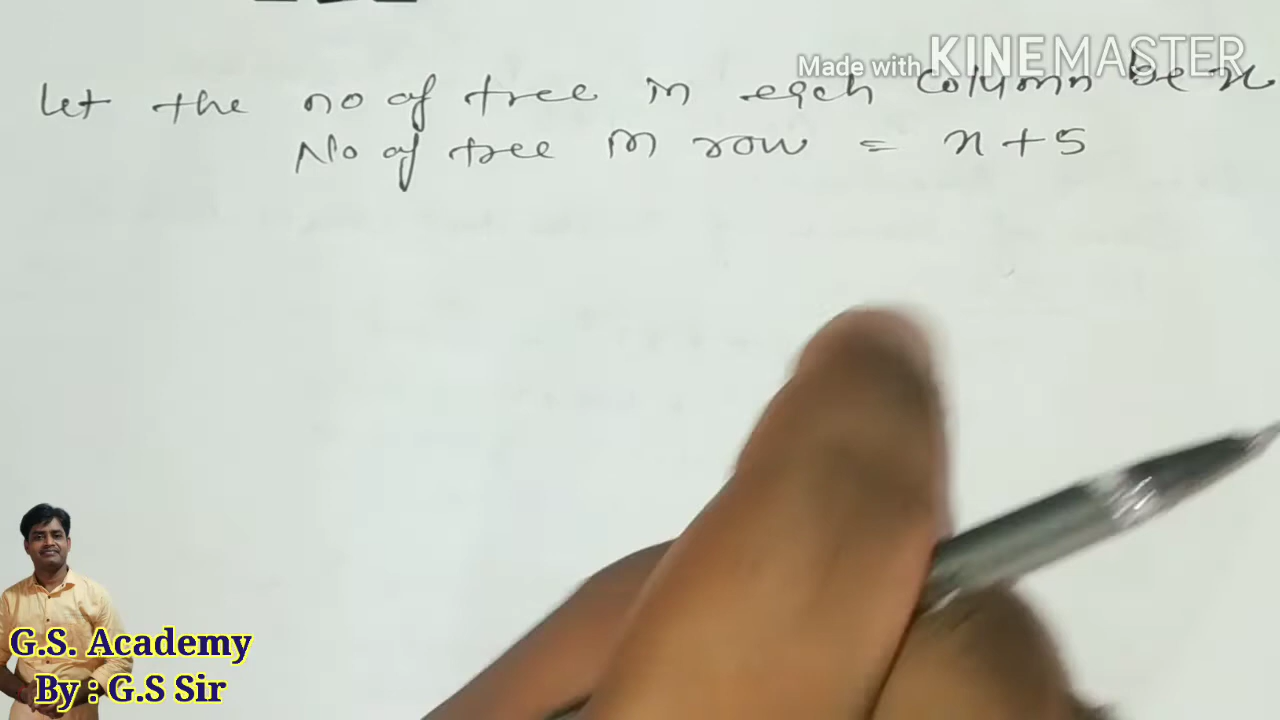 Made with KINEMASTER
Let the no of tree in each column be x
No of tree in row = x + 5
G.S. Academy
By : G.S Sir